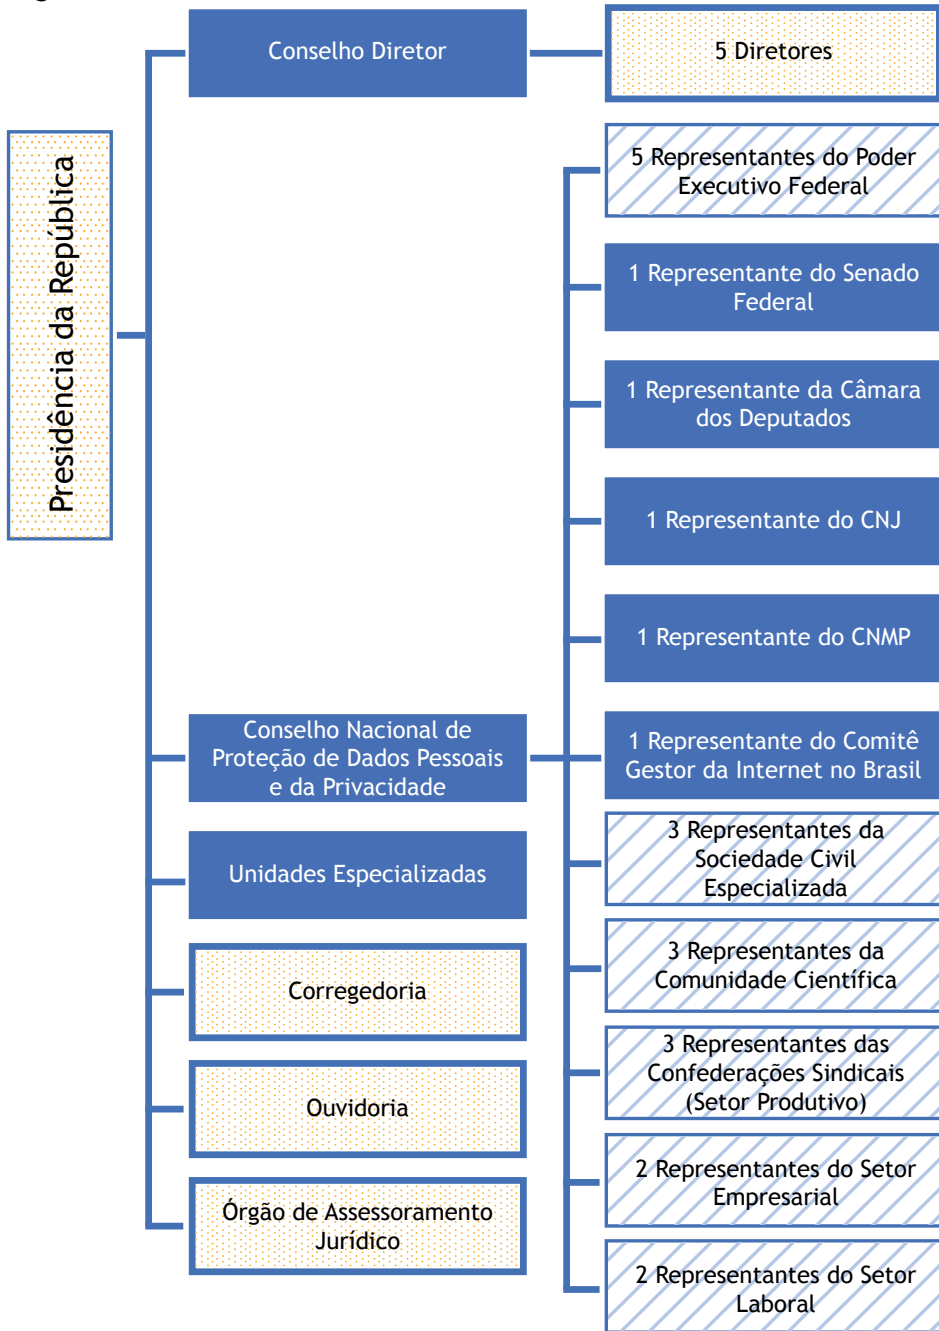 Presidência da República
Conselho Diretor
5 Diretores
Conselho Nacional de
Proteção de Dados Pessoais
e da Privacidade
5 Representantes do Poder
Executivo Federal
1 Representante do Senado
Federal
1 Representante da Câmara
dos Deputados
1 Representante do CNJ
1 Representante do CNMP
1 Representante do Comitê
Gestor da Internet no Brasil
3 Representantes da
Sociedade Civil
Especializada
3 Representantes da
Comunidade Científica
3 Representantes das
Confederações Sindicais
(Setor Produtivo)
2 Representantes do Setor
Empresarial
2 Representantes do Setor
Laboral
Unidades Especializadas
Corregedoria
Ouvidoria
Órgão de Assessoramento
Jurídico